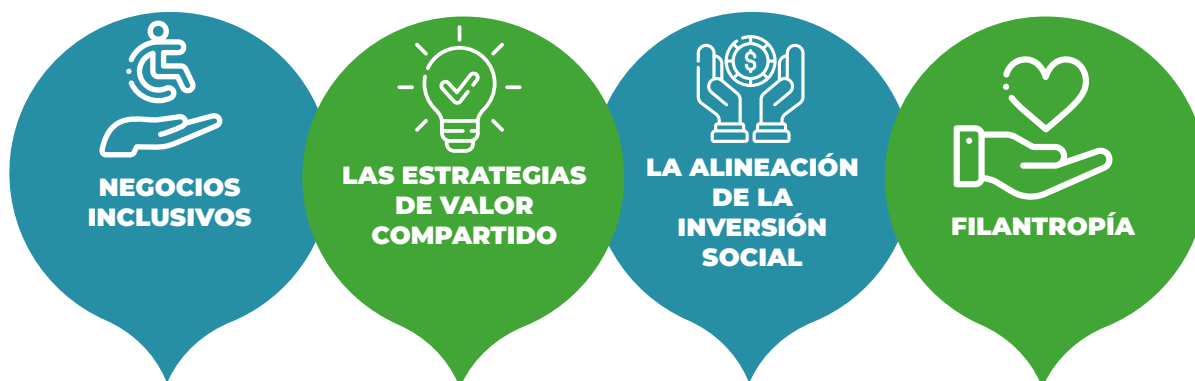 NEGOCIOS
INCLUSIVOS
LAS ESTRATEGIAS
DE VALOR
COMPARTIDO
LA ALINEACIÓN
DE LA
INVERSIÓN
SOCIAL
FILANTROPÍA
$